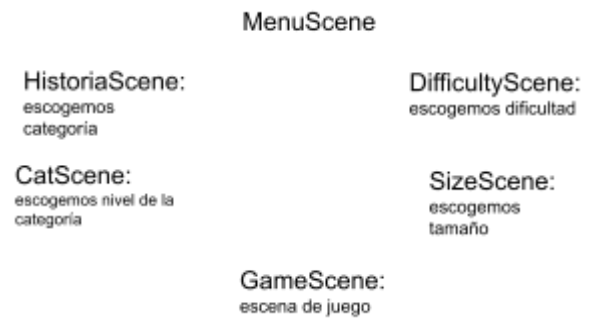 MenuScene
HistoriaScene:
escogemos
categoría
DifficultyScene:
escogemos dificultad
CatScene:
escogemos nivel de la
categoría
SizeScene:
escogemos
tamaño
GameScene:
escena de juego